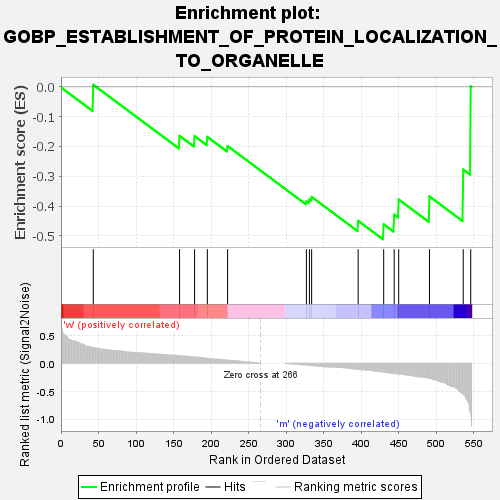 Enrichment plot:
GOBP_ESTABLISHMENT_OF_PROTEIN_LOCALIZATION_
TO_ORGANELLE
Enrichment score (ES)
0.0
-0.1
-0.2
-0.3
-0.4
-0.5
Ranked list metric (Signal2Noise)
0.5
0.0
-0.5
-1.0
'w' (positively correlated)
Zero cross at 266
'm' (negatively correlated)
0
50
100
150
200
250
300
350
400
450
500
550
Rank in Ordered Dataset
Enrichment profile
Hits
Ranking metric scores